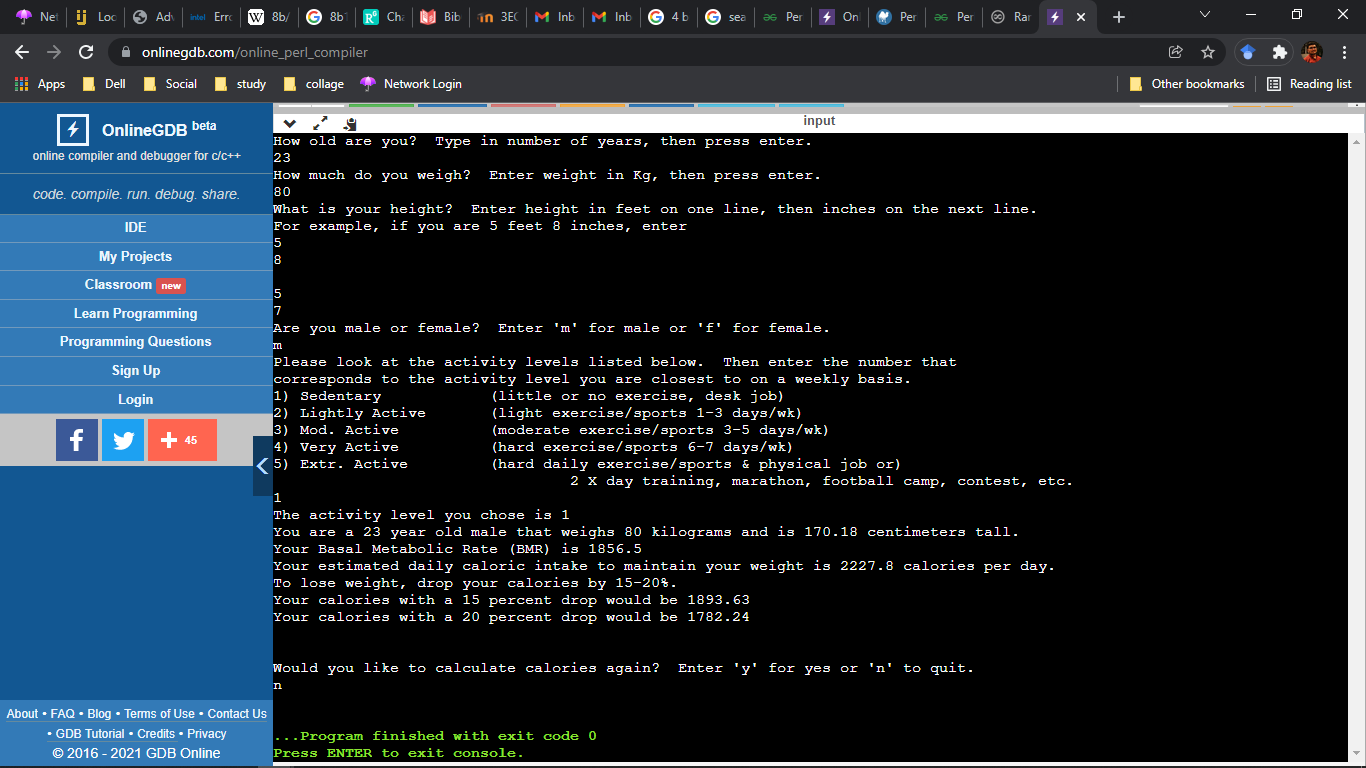 Net
Loc
Adv
intel Erro
W 8b/
8b1
Cha
Bib
3EC
Inb
Inb
4 b
sea
Per
Onl
Per
Per
Rar
onlinegdb.com/online_perl_compiler
Apps Dell Social study collage Network Login Other bookmarks Reading list
OnlineGDB beta
online compiler and debugger for c/c++
code. compile. run. debug. share.
IDE
My Projects
Classroom new
Learn Programming
Programming Questions
Sign Up
Login
45
About • FAQ • Blog • Terms of Use • Contact Us
• GDB Tutorial • Credits • Privacy
© 2016 - 2021 GDB Online
input
How old are you?  Type in number of years, then press enter.
23
How much do you weigh?  Enter weight in Kg, then press enter.
80
What is your height?  Enter height in feet on one line, then inches on the next line.
For example, if you are 5 feet 8 inches, enter
5
8
5
7
Are you male or female?  Enter 'm' for male or 'f' for female.
m
Please look at the activity levels listed below.  Then enter the number that
corresponds to the activity level you are closest to on a weekly basis.
1) Sedentary (little or no exercise, desk job)
2) Lightly Active (light exercise/sports 1-3 days/wk)
3) Mod. Active (moderate exercise/sports 3-5 days/wk)
4) Very Active (hard exercise/sports 6-7 days/wk)
5) Extr. Active (hard daily exercise/sports & physical job or)
2 X day training, marathon, football camp, contest, etc.
1
The activity level you chose is 1
You are a 23 year old male that weighs 80 kilograms and is 170.18 centimeters tall.
Your Basal Metabolic Rate (BMR) is 1856.5
Your estimated daily caloric intake to maintain your weight is 2227.8 calories per day.
To lose weight, drop your calories by 15-20%.
Your calories with a 15 percent drop would be 1893.63
Your calories with a 20 percent drop would be 1782.24
Would you like to calculate calories again?  Enter 'y' for yes or 'n' to quit.
n
...Program finished with exit code 0
Press ENTER to exit console.